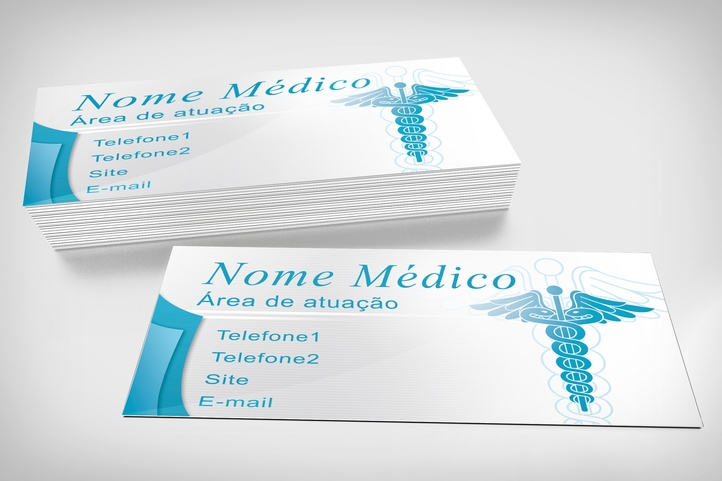 Nome Médico
Área de atuação
Telefone1
Telefone2
Site
E-mail
Nome Médico
Área de atuação
Telefone1
Telefone2
Site
E-mail